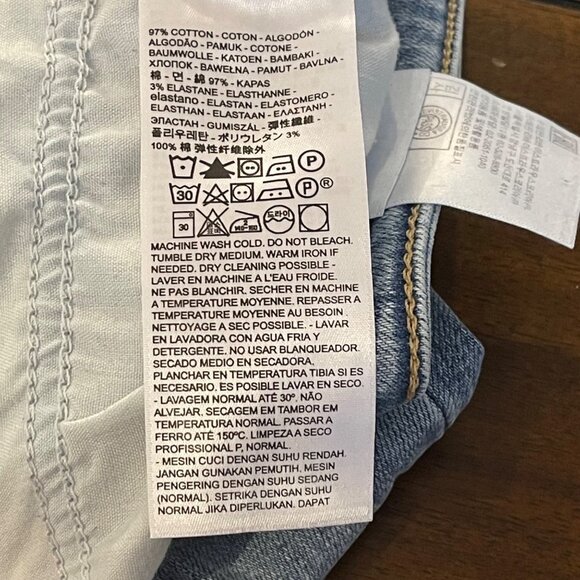 97% COTTON - COTON - ALGODÓN -
ALGODÃO - PAMUK - COTONE -
BAUMWOLLE - KATOEN - BAMBAKI -
ХЛОПОК - BAWEŁNA - PAMUT - BAVLNA -
棉 - 면 - 綿 97% - KAPAS
3% ELASTANE - ELASTHANNE -
elastano - ELASTAN - ELASTOMERO -
ELASTHAN - ELASTAAN - ΕΛΑΣΤΑΝΗ -
ЭЛАСТАН - GUMISZÁL - 弾性纖維 -
폴리우레탄 - ポリウレタン 3%
100% 棉 弹性纤维除外
P
30 P ®
30 드라이
MACHINE WASH COLD. DO NOT BLEACH.
TUMBLE DRY MEDIUM. WARM IRON IF
NEEDED. DRY CLEANING POSSIBLE -
LAVER EN MACHINE A L'EAU FROIDE.
NE PAS BLANCHIR. SECHER EN MACHINE
A TEMPERATURE MOYENNE. REPASSER A
TEMPERATURE MOYENNE AU BESOIN.
NETTOYAGE A SEC POSSIBLE. - LAVAR
EN LAVADORA CON AGUA FRIA Y
DETERGENTE. NO USAR BLANQUEADOR.
SECADO MEDIO EN SECADORA,
PLANCHAR EN TEMPERATURA TIBIA SI ES
NECESARIO. ES POSIBLE LAVAR EN SECO.
- LAVAGEM NORMAL ATÉ 30º. NÃO
ALVEJAR, SECAGEM EM TAMBOR EM
TEMPERATURA NORMAL. PASSAR A
FERRO ATÉ 150ºC. LIMPEZA A SECO
PROFISSIONAL P, NORMAL.
- MESIN CUCI DENGAN SUHU RENDAH.
JANGAN GUNAKAN PEMUTIH. MESIN
PENGERING DENGAN SUHU SEDANG
(NORMAL). SETRIKA DENGAN SUHU
NORMAL JIKA DIPERLUKAN. DAPAT